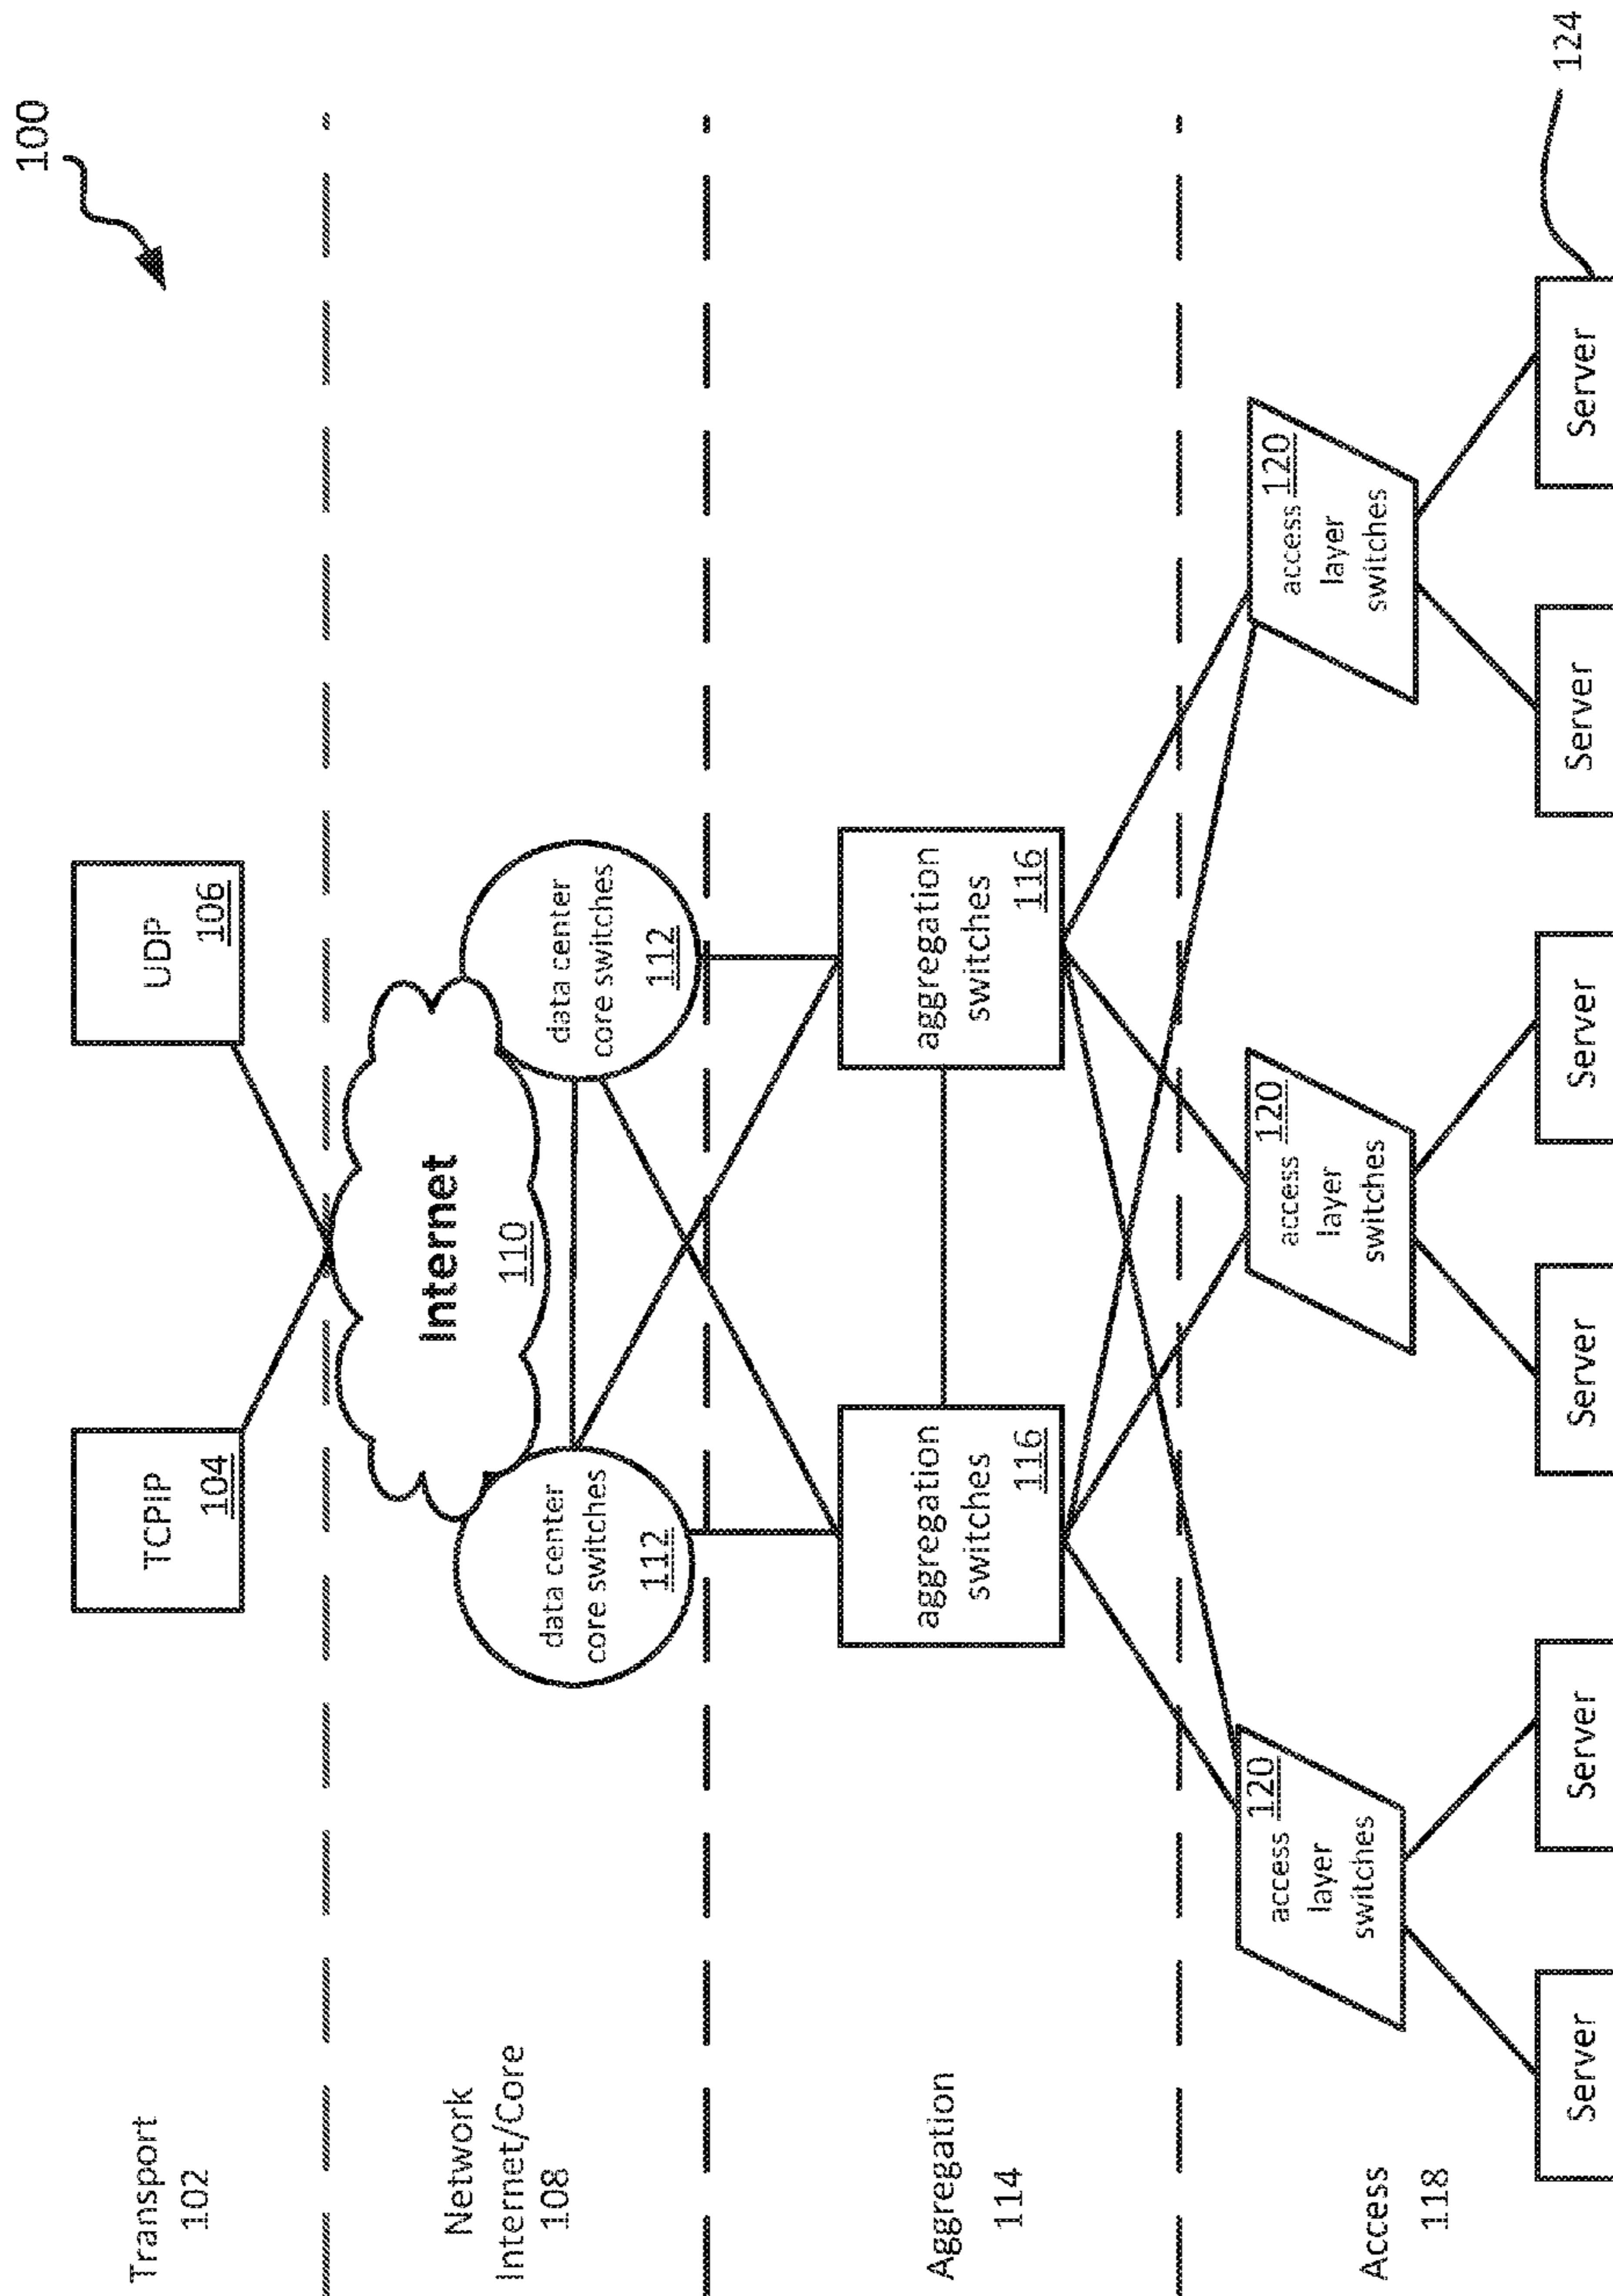 100
Transport
102
TCPIP
104
UDP
106
Network
Internet/Core
108
Internet
110
data center
core switches
112
data center
core switches
112
Aggregation
114
aggregation
switches
116
aggregation
switches
116
Access
118
access 120
layer
switches
access 120
layer
switches
access 120
layer
switches
Server
Server
Server
Server
Server
Server
124